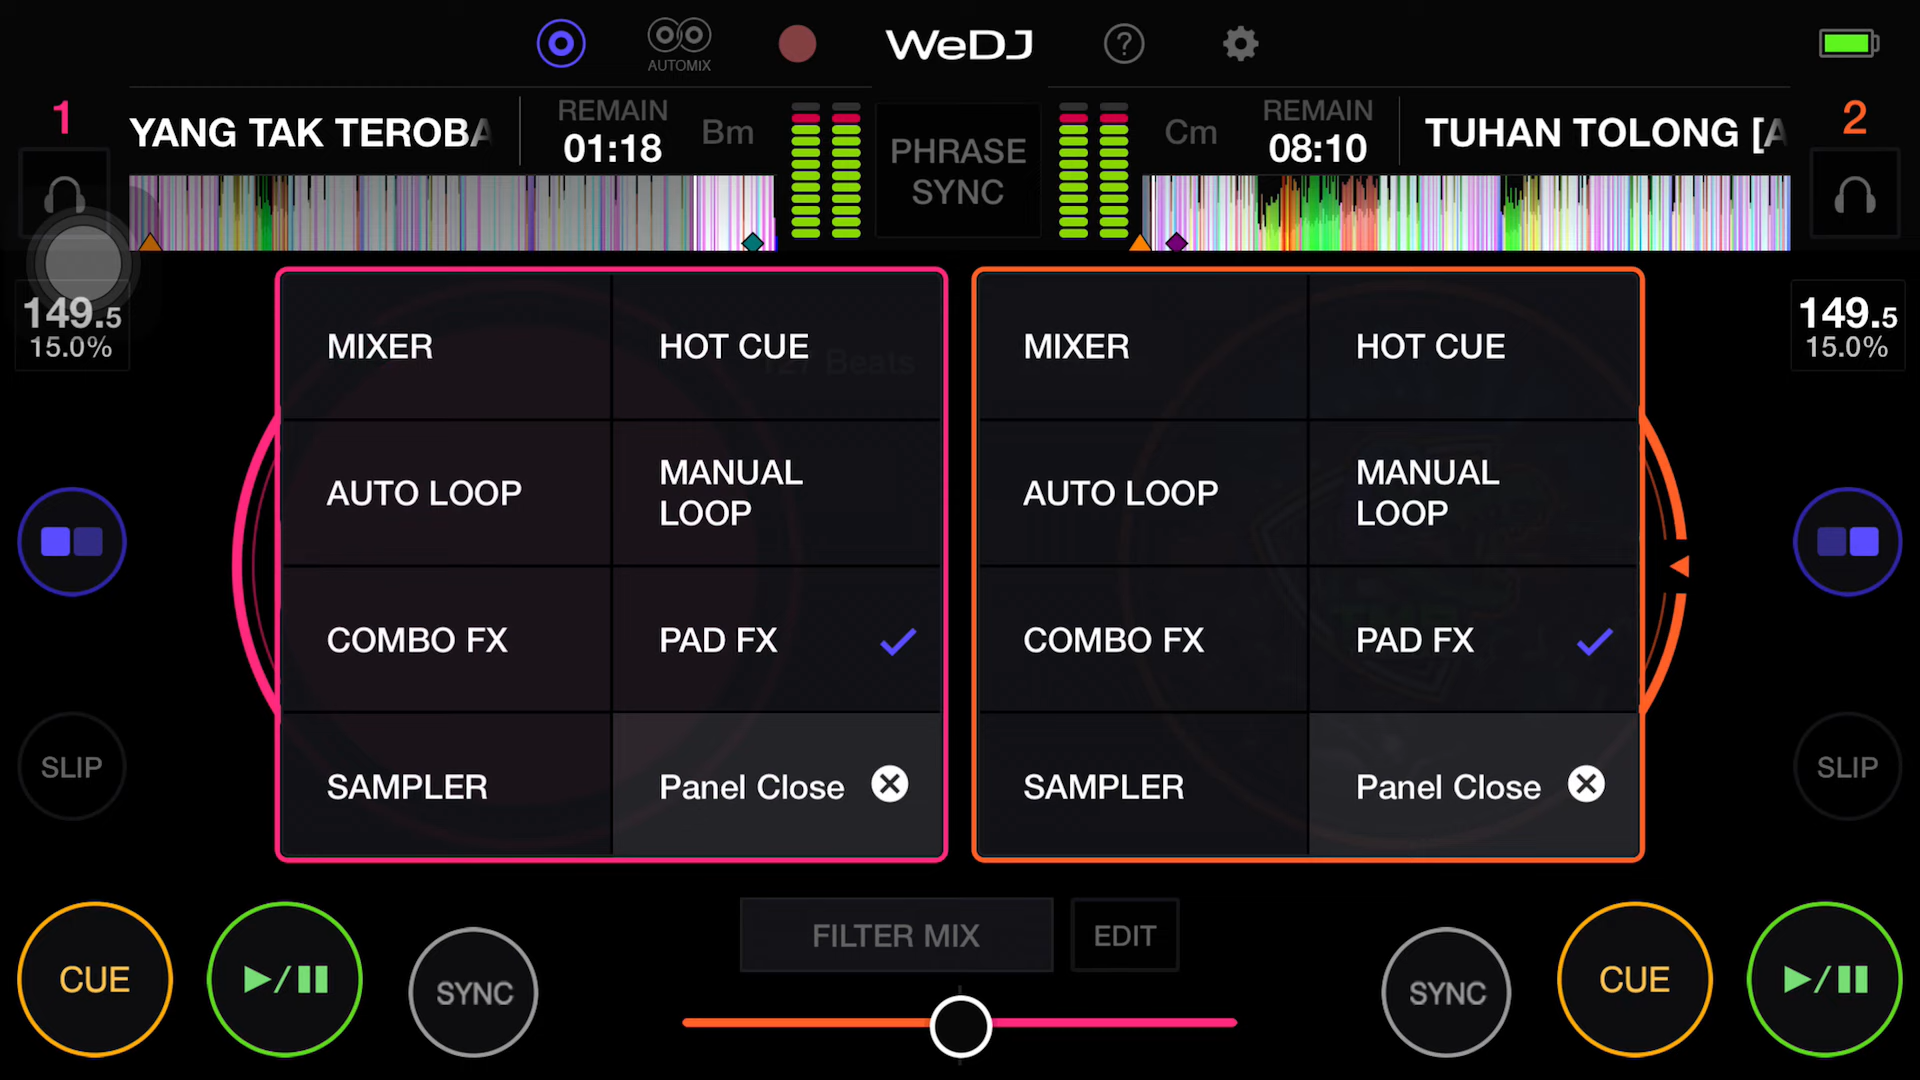 AUTOMIX
WeDJ
?
1
YANG TAK TEROBA
REMAIN
01:18
Bm
PHRASE
SYNC
Cm
REMAIN
08:10
TUHAN TOLONG [A
2
149.5
15.0%
149.5
15.0%
MIXER
HOT CUE
127 Beats
AUTO LOOP
MANUAL
LOOP
COMBO FX
PAD FX
SAMPLER
Panel Close
MIXER
HOT CUE
AUTO LOOP
MANUAL
LOOP
COMBO FX
PAD FX
SAMPLER
Panel Close
SLIP
SLIP
CUE
SYNC
FILTER MIX
EDIT
SYNC
CUE